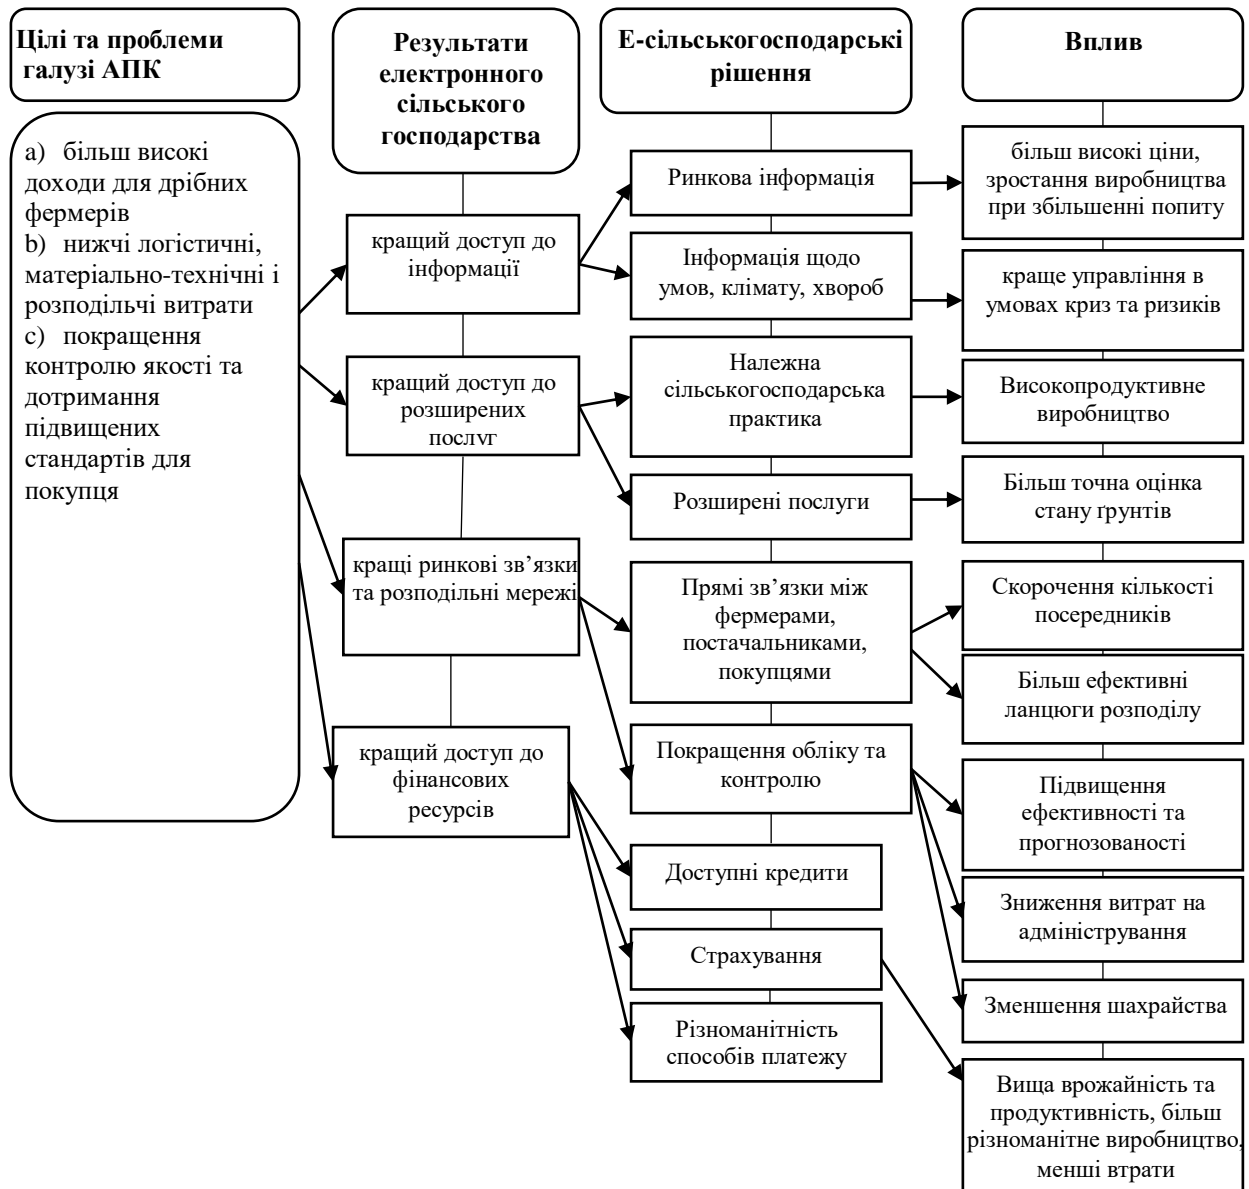 Цілі та проблеми
галузі АПК
a) більш високі
доходи для дрібних
фермерів
b) нижчі логістичні,
матеріально-технічні і
розподільчі витрати
c) покращення
контролю якості та
дотримання
підвищених
стандартів для
покупця
Результати
електронного
сільського
господарства
кращий доступ до
інформації
кращий доступ до
розширених
послуг
кращі ринкові зв’язки
та розподільні мережі
кращий доступ до
фінансових
ресурсів
Е-сільськогосподарські
рішення
Ринкова інформація
Інформація щодо
умов, клімату, хвороб
Належна
сільськогосподарська
практика
Розширені послуги
Прямі зв’язки між
фермерами,
постачальниками,
покупцями
Покращення обліку та
контролю
Доступні кредити
Страхування
Різноманітність
способів платежу
Вплив
більш високі ціни,
зростання виробництва
при збільшенні попиту
краще управління в
умовах криз та ризиків
Високопродуктивне
виробництво
Більш точна оцінка
стану ґрунтів
Скорочення кількості
посередників
Більш ефективні
ланцюги розподілу
Підвищення
ефективності та
прогнозованості
Зниження витрат на
адміністрування
Зменшення шахрайства
Вища врожайність та
продуктивність, більш
різноманітне виробництво,
менші втрати